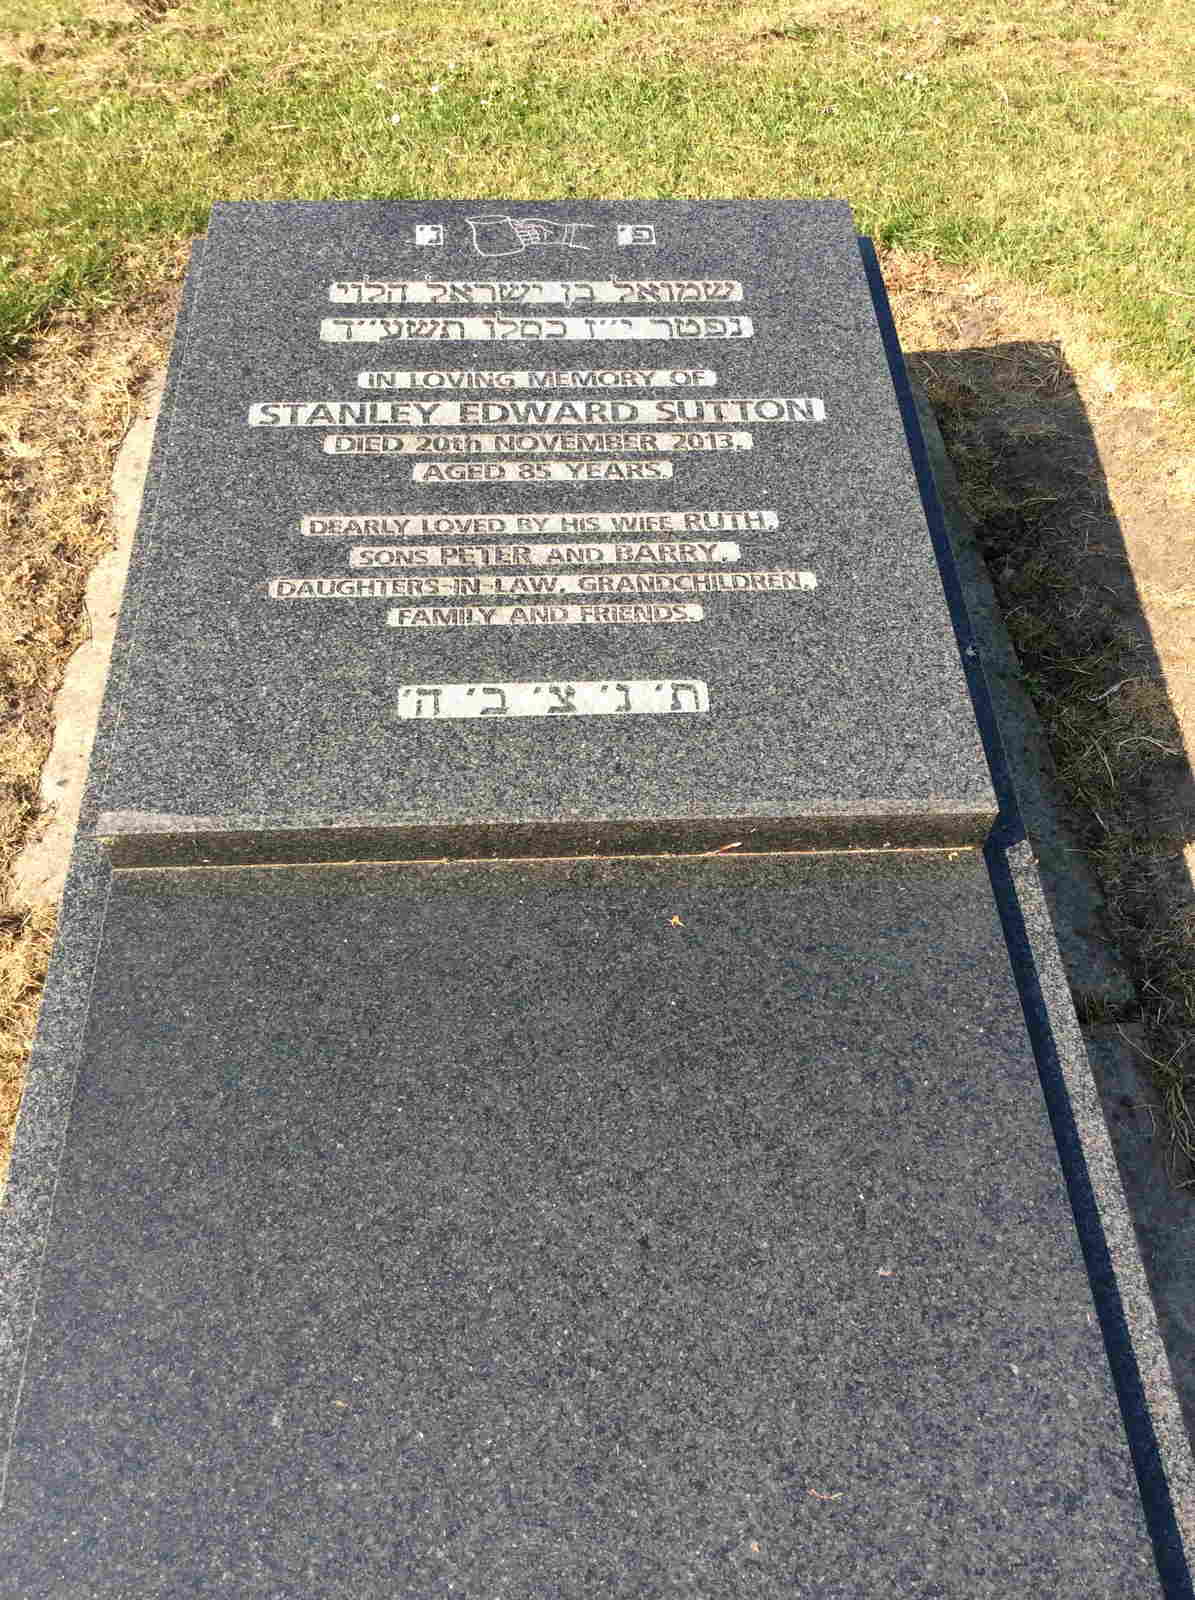 פ' נ'
שמואל בן ישראל הלוי
נפטר י״ז כסלו תשע״ד
IN LOVING MEMORY OF
STANLEY EDWARD SUTTON
DIED 20th NOVEMBER 2013,
AGED 85 YEARS.
DEARLY LOVED BY HIS WIFE RUTH,
SONS PETER AND BARRY,
DAUGHTERS-IN-LAW, GRANDCHILDREN,
FAMILY AND FRIENDS.
ת' נ' צ' ב' ה'